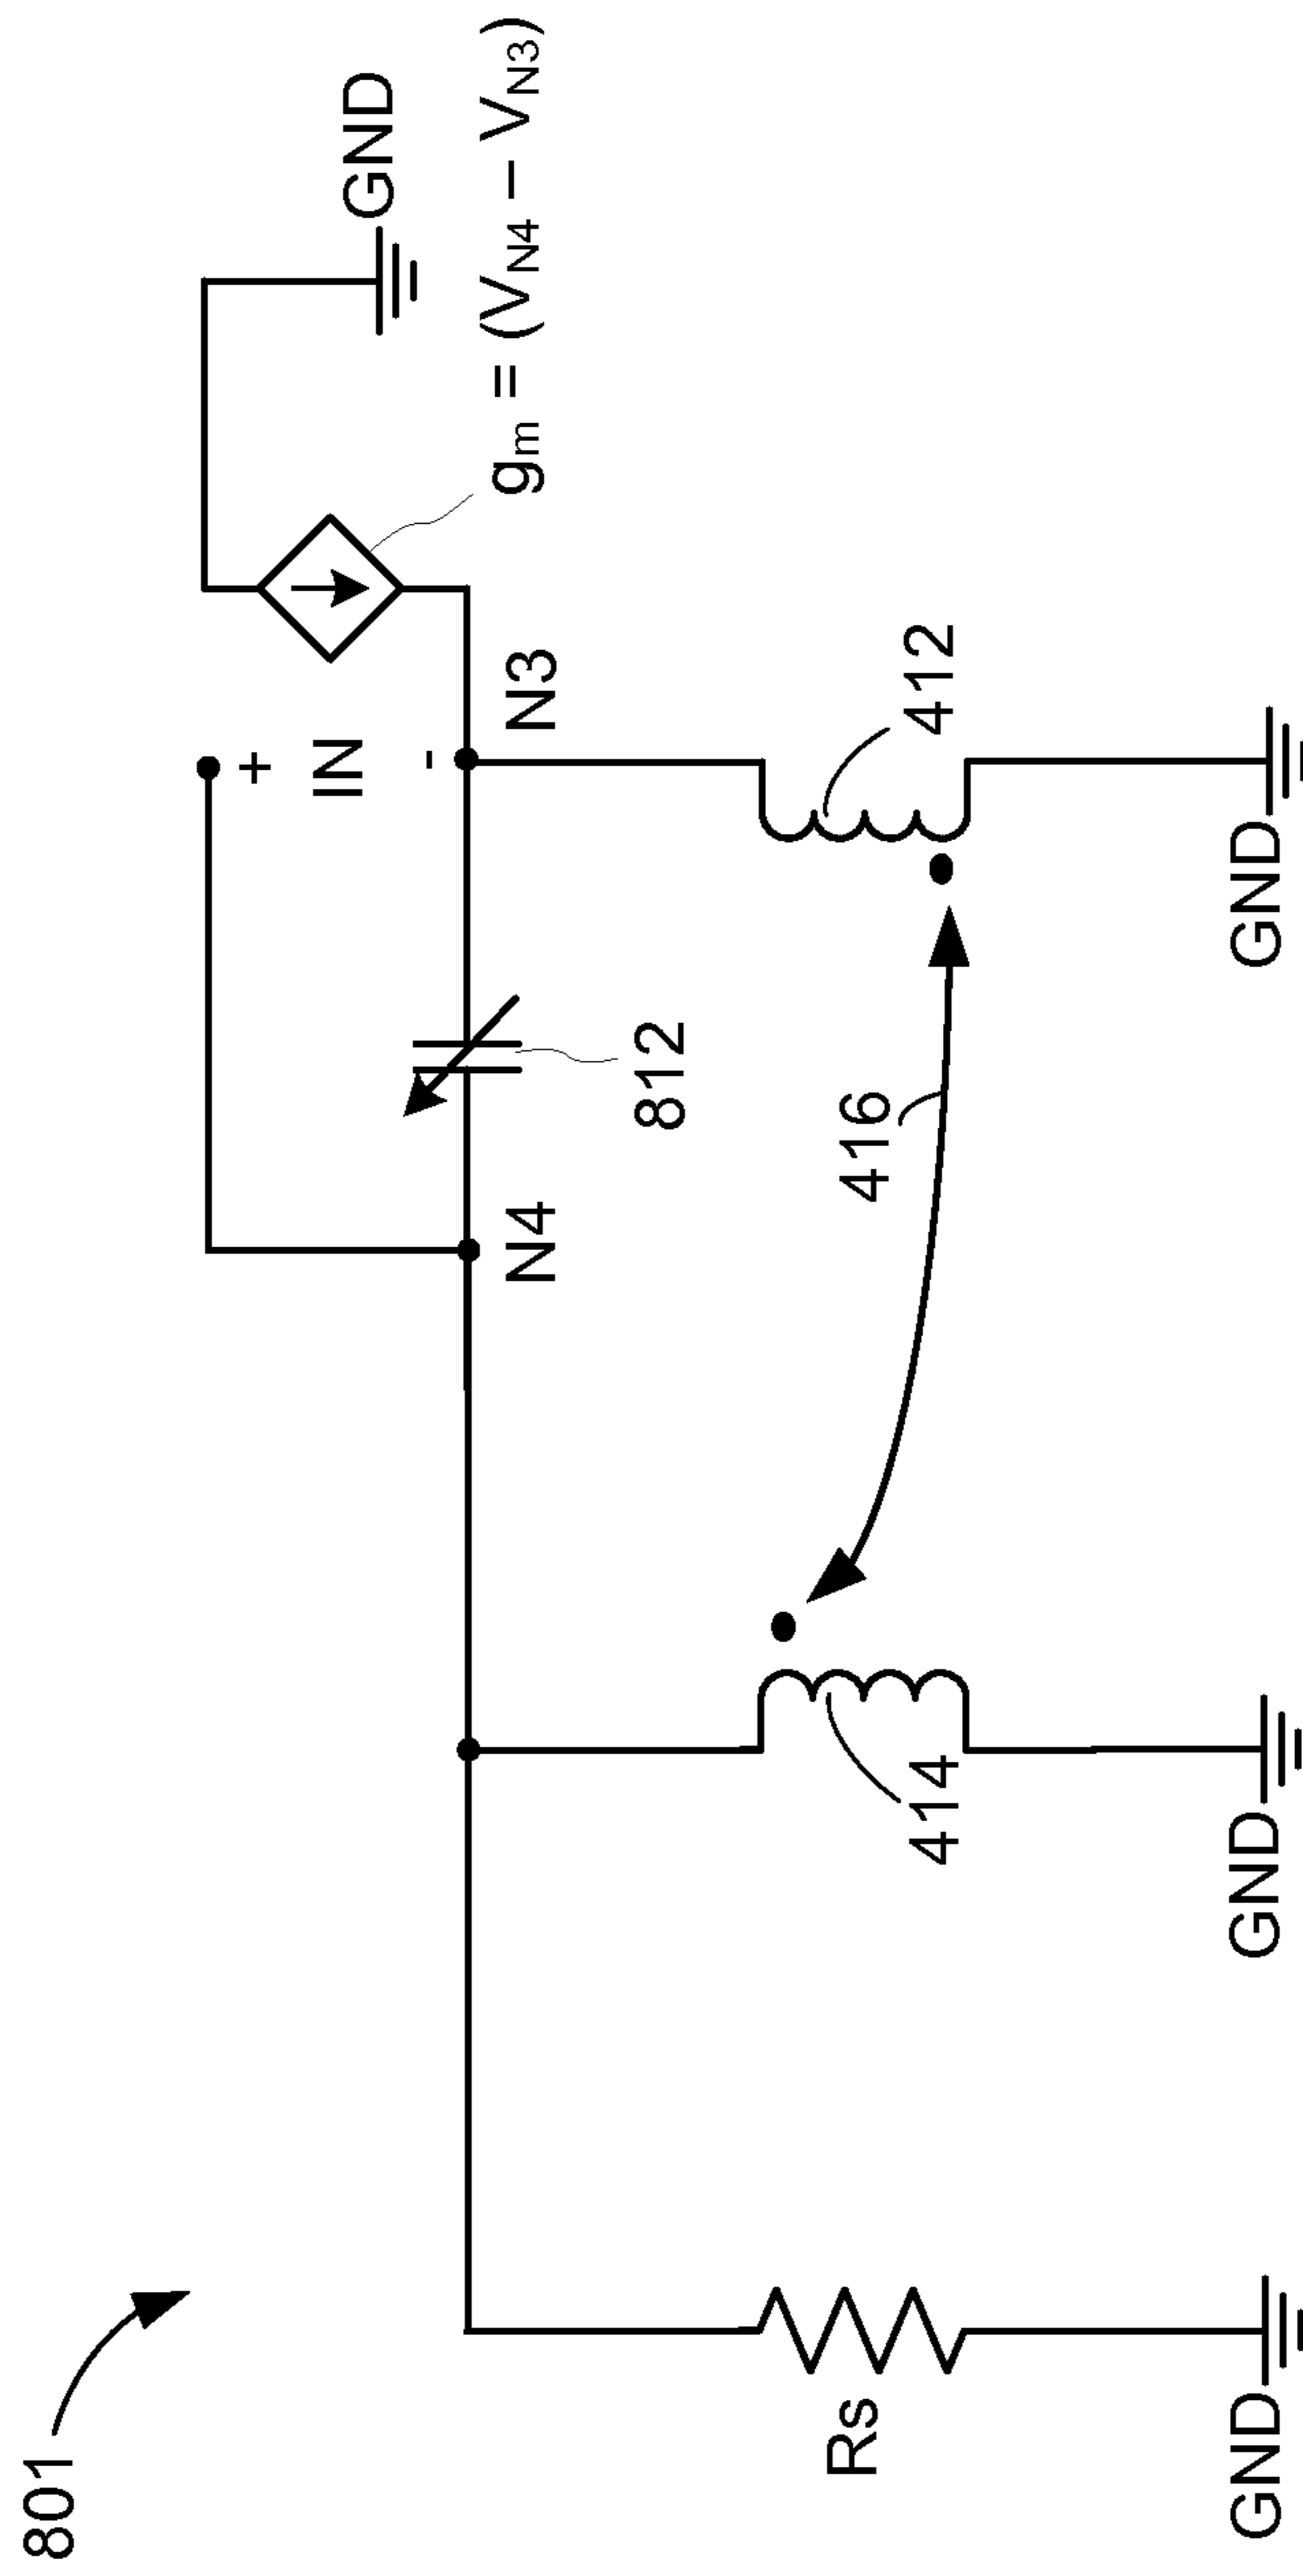 801
GND
g_m = (V_N4 – V_N3)
+
IN
-
N4
N3
812
416
414
412
Rs
GND
GND
GND